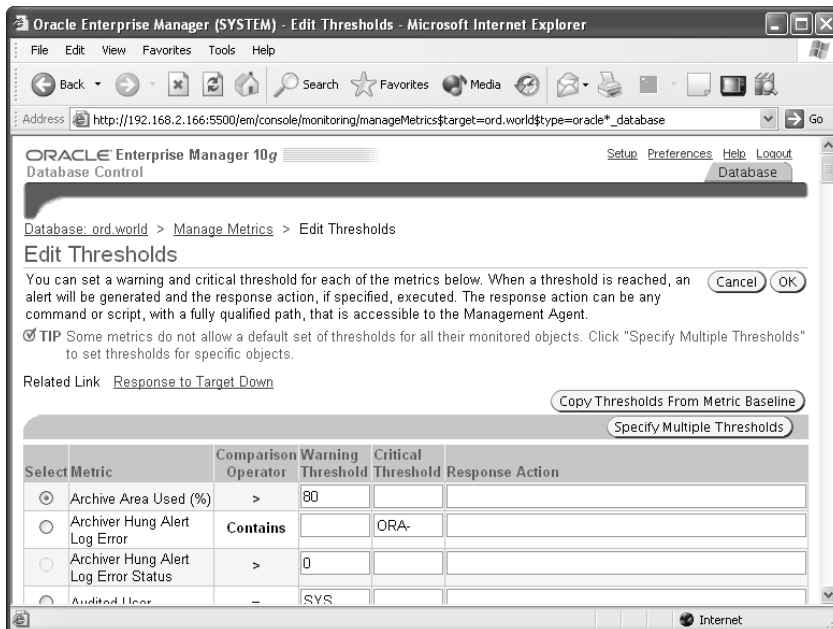 Oracle Enterprise Manager (SYSTEM) - Edit Thresholds - Microsoft Internet Explorer
File Edit View Favorites Tools Help
Back Search Favorites Media
Address http://192.168.2.166:5500/em/console/monitoring/manageMetrics$target=ord.world$type=oracle*_database Go
ORACLE Enterprise Manager 10g
Setup Preferences Help Logout
Database Control
Database
Database: ord.world > Manage Metrics > Edit Thresholds
Edit Thresholds
You can set a warning and critical threshold for each of the metrics below. When a threshold is reached, an
alert will be generated and the response action, if specified, executed. The response action can be any
command or script, with a fully qualified path, that is accessible to the Management Agent.
Cancel OK
TIP Some metrics do not allow a default set of thresholds for all their monitored objects. Click "Specify Multiple Thresholds"
to set thresholds for specific objects.
Related Link Response to Target Down
Copy Thresholds From Metric Baseline
Specify Multiple Thresholds
Comparison Warning Critical
Select Metric Operator Threshold Threshold Response Action
Archive Area Used (%) > 80
Archiver Hung Alert
Log Error
Contains ORA-
Archiver Hung Alert
Log Error Status
> 0
Audited User = SYS
Internet